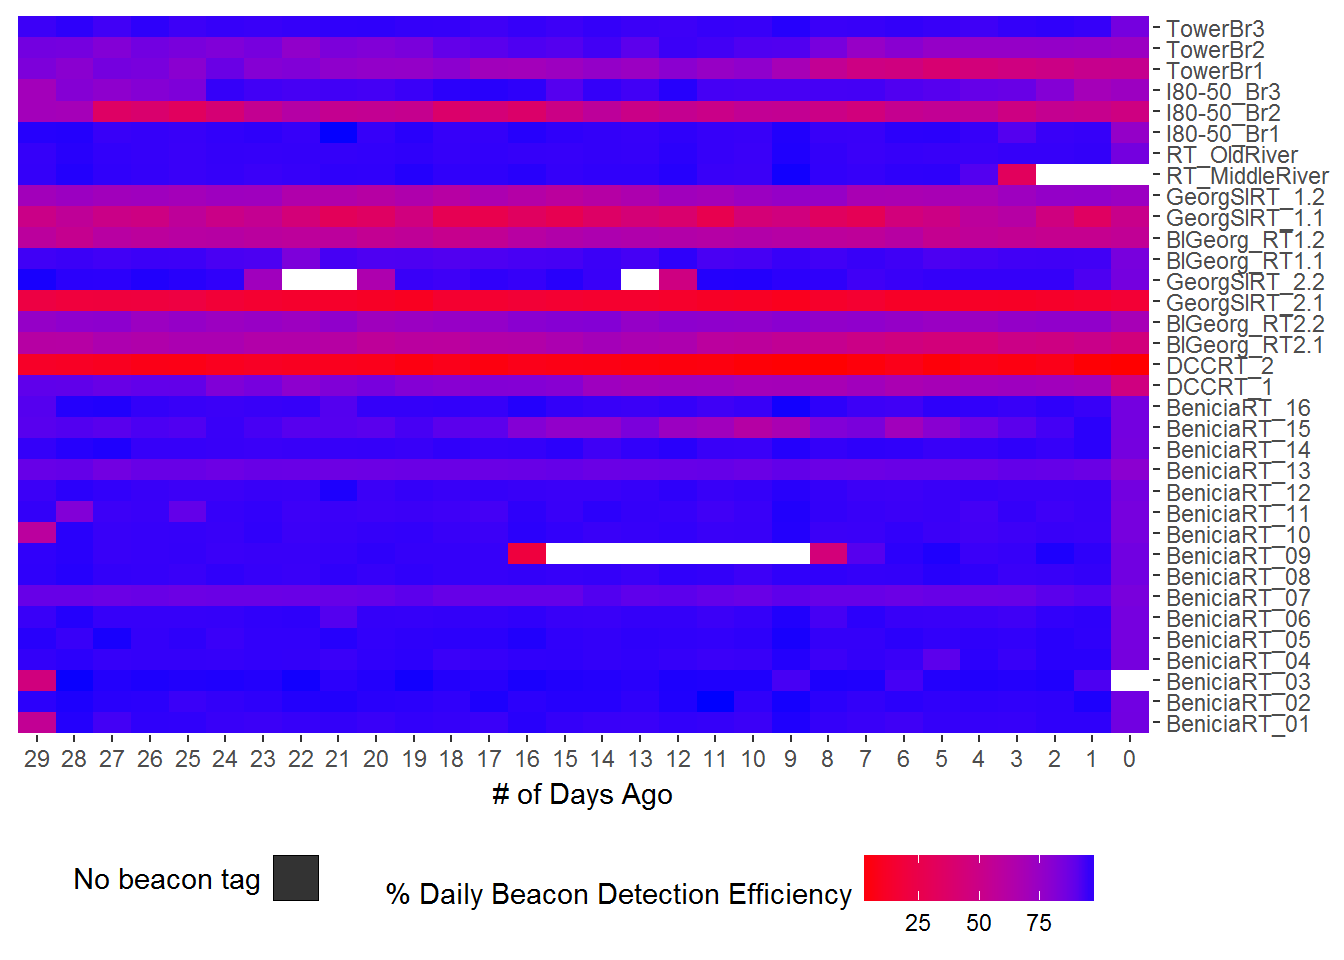 TowerBr3
TowerBr2
TowerBr1
I80-50_Br3
I80-50_Br2
I80-50_Br1
RT_OldRiver
RT_MiddleRiver
GeorgSlRT_1.2
GeorgSlRT_1.1
BlGeorg_RT1.2
BlGeorg_RT1.1
GeorgSlRT_2.2
GeorgSlRT_2.1
BlGeorg_RT2.2
BlGeorg_RT2.1
DCCRT_2
DCCRT_1
BeniciaRT_16
BeniciaRT_15
BeniciaRT_14
BeniciaRT_13
BeniciaRT_12
BeniciaRT_11
BeniciaRT_10
BeniciaRT_09
BeniciaRT_08
BeniciaRT_07
BeniciaRT_06
BeniciaRT_05
BeniciaRT_04
BeniciaRT_03
BeniciaRT_02
BeniciaRT_01
29 28 27 26 25 24 23 22 21 20 19 18 17 16 15 14 13 12 11 10 9 8 7 6 5 4 3 2 1 0
# of Days Ago
No beacon tag
% Daily Beacon Detection Efficiency
25 50 75